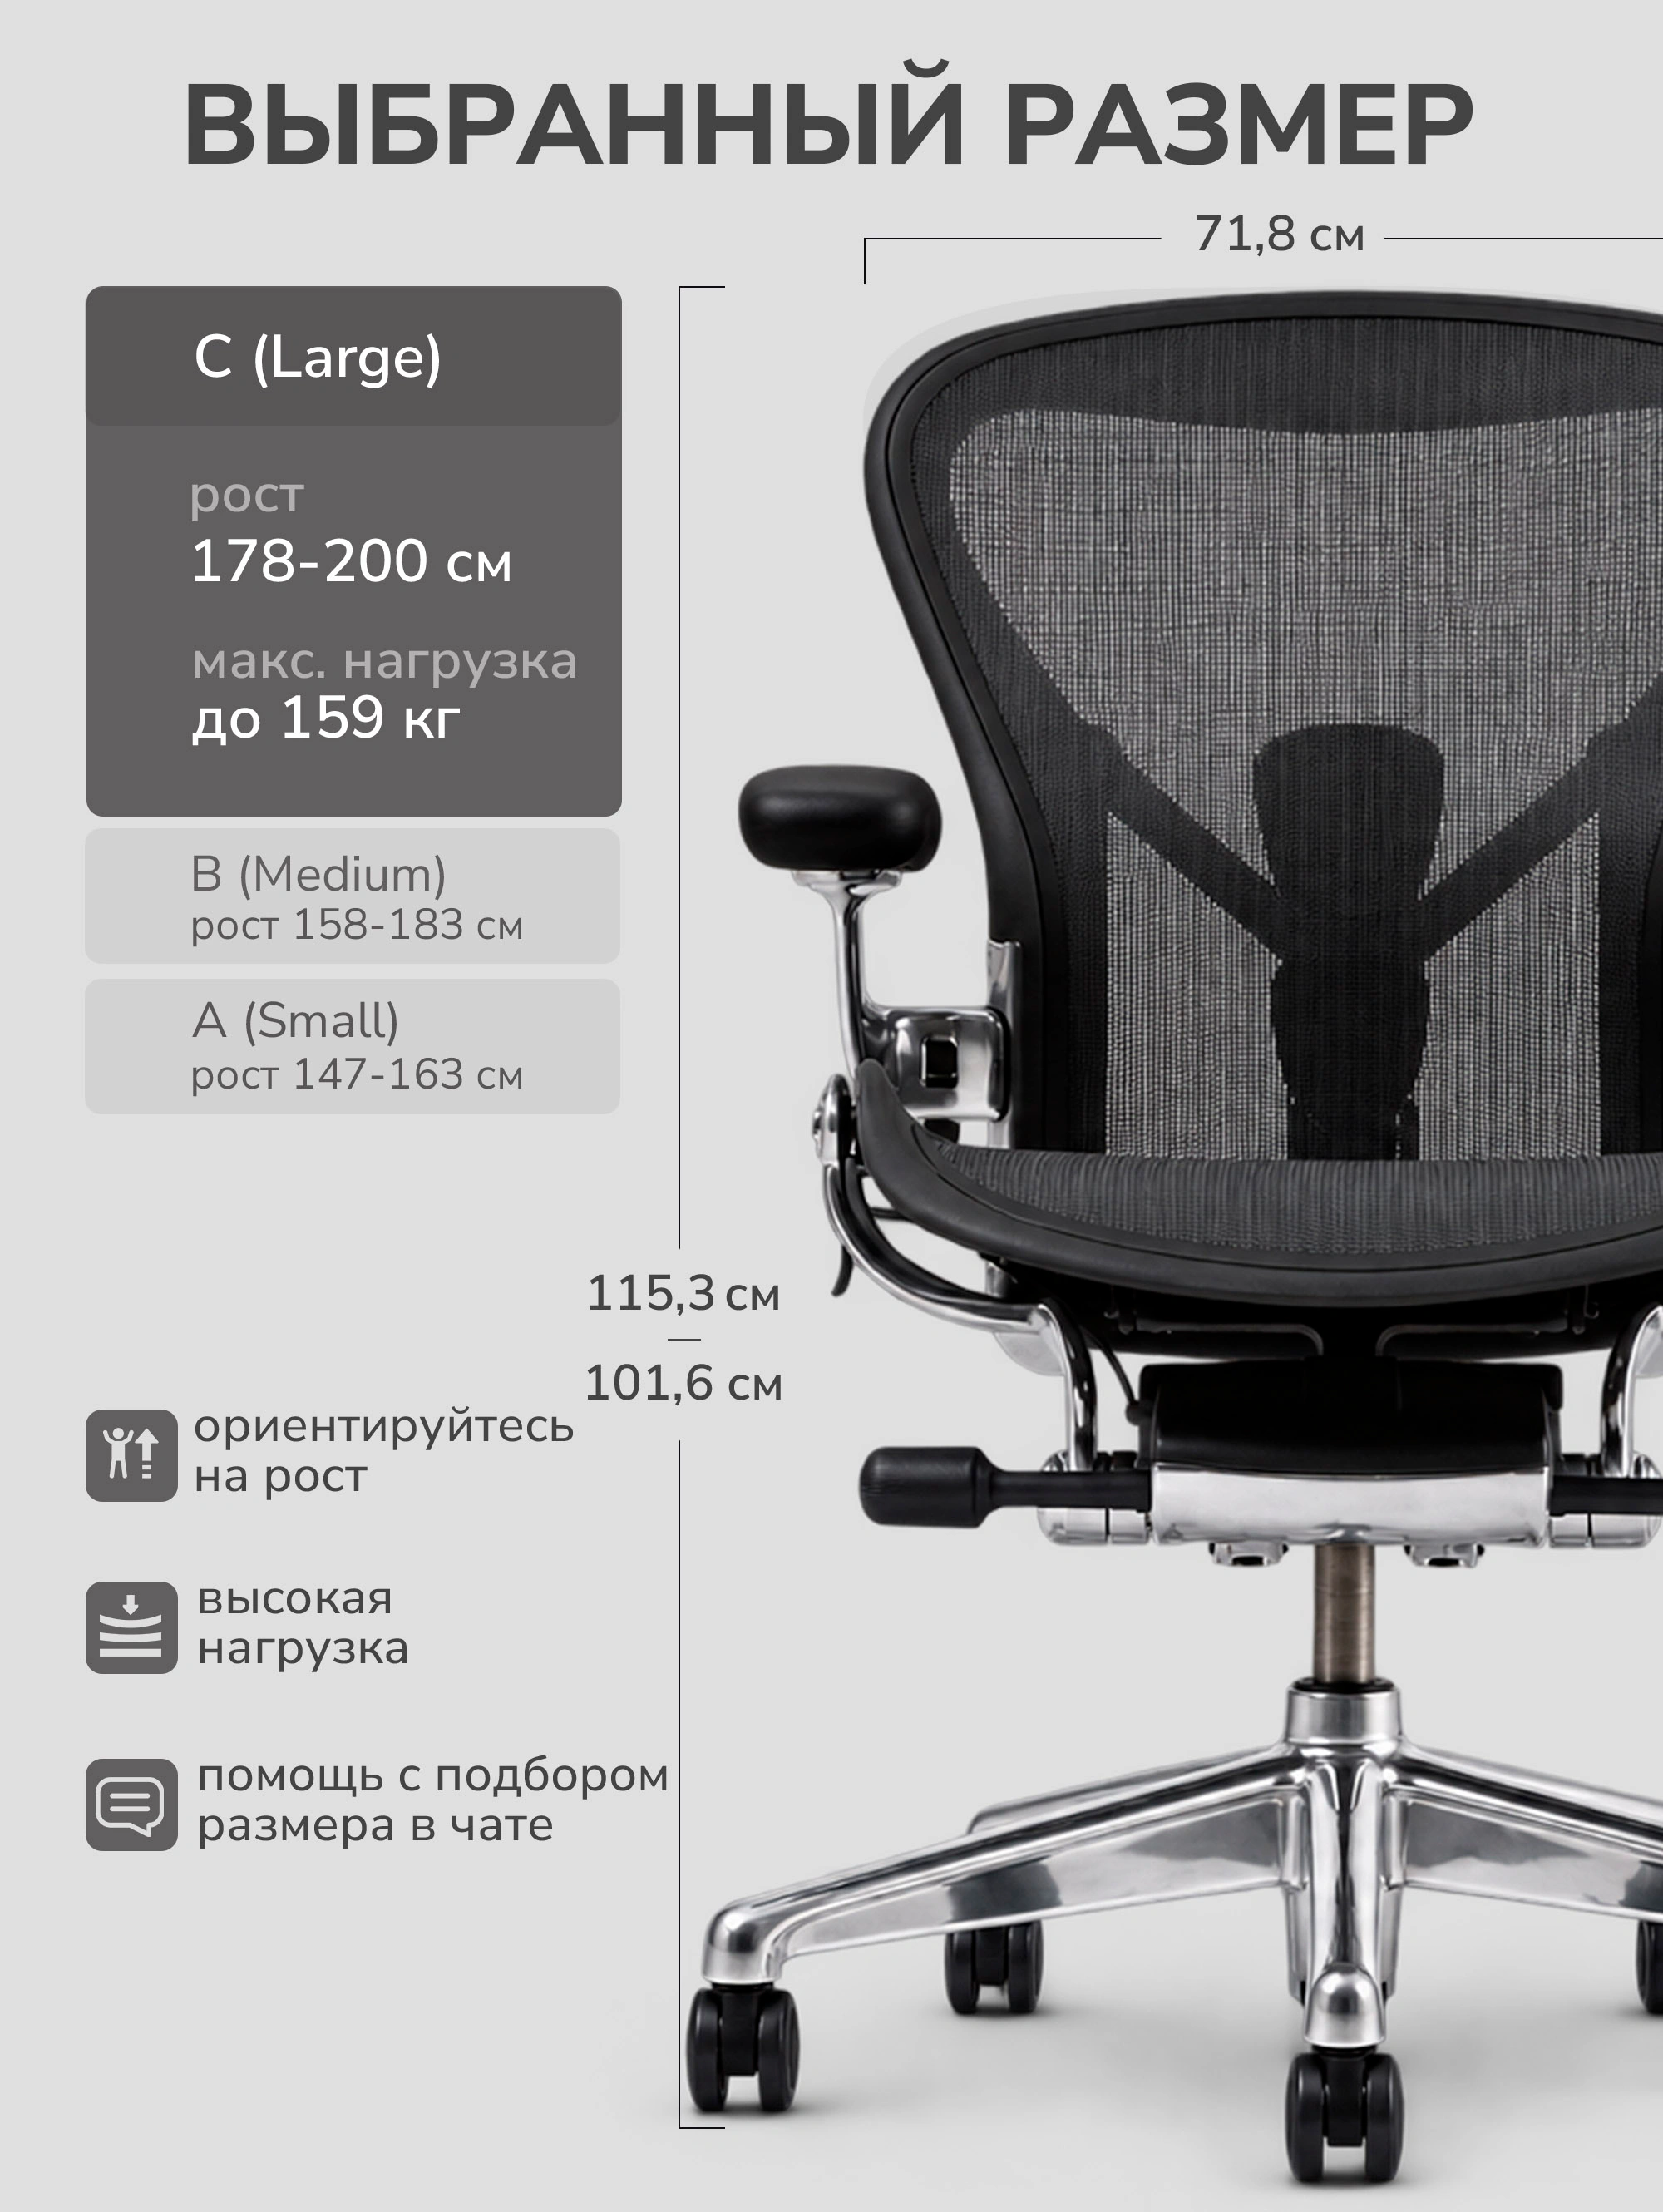 ВЫБРАННЫЙ РАЗМЕР
71,8 см
C (Large)
рост
178-200 см
макс. нагрузка
до 159 кг
B (Medium)
рост 158-183 см
A (Small)
рост 147-163 см
115,3 см
—
101,6 см
ориентируйтесь
на рост
высокая
нагрузка
помощь с подбором
размера в чате